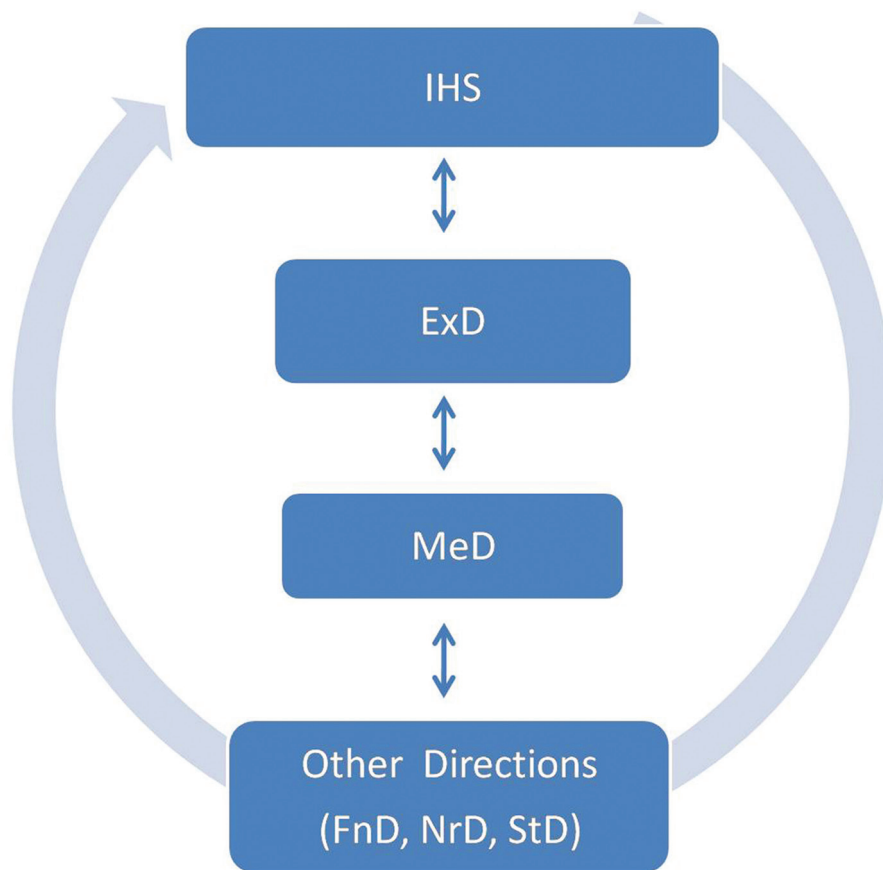 IHS
ExD
MeD
Other Directions
(FnD, NrD, StD)